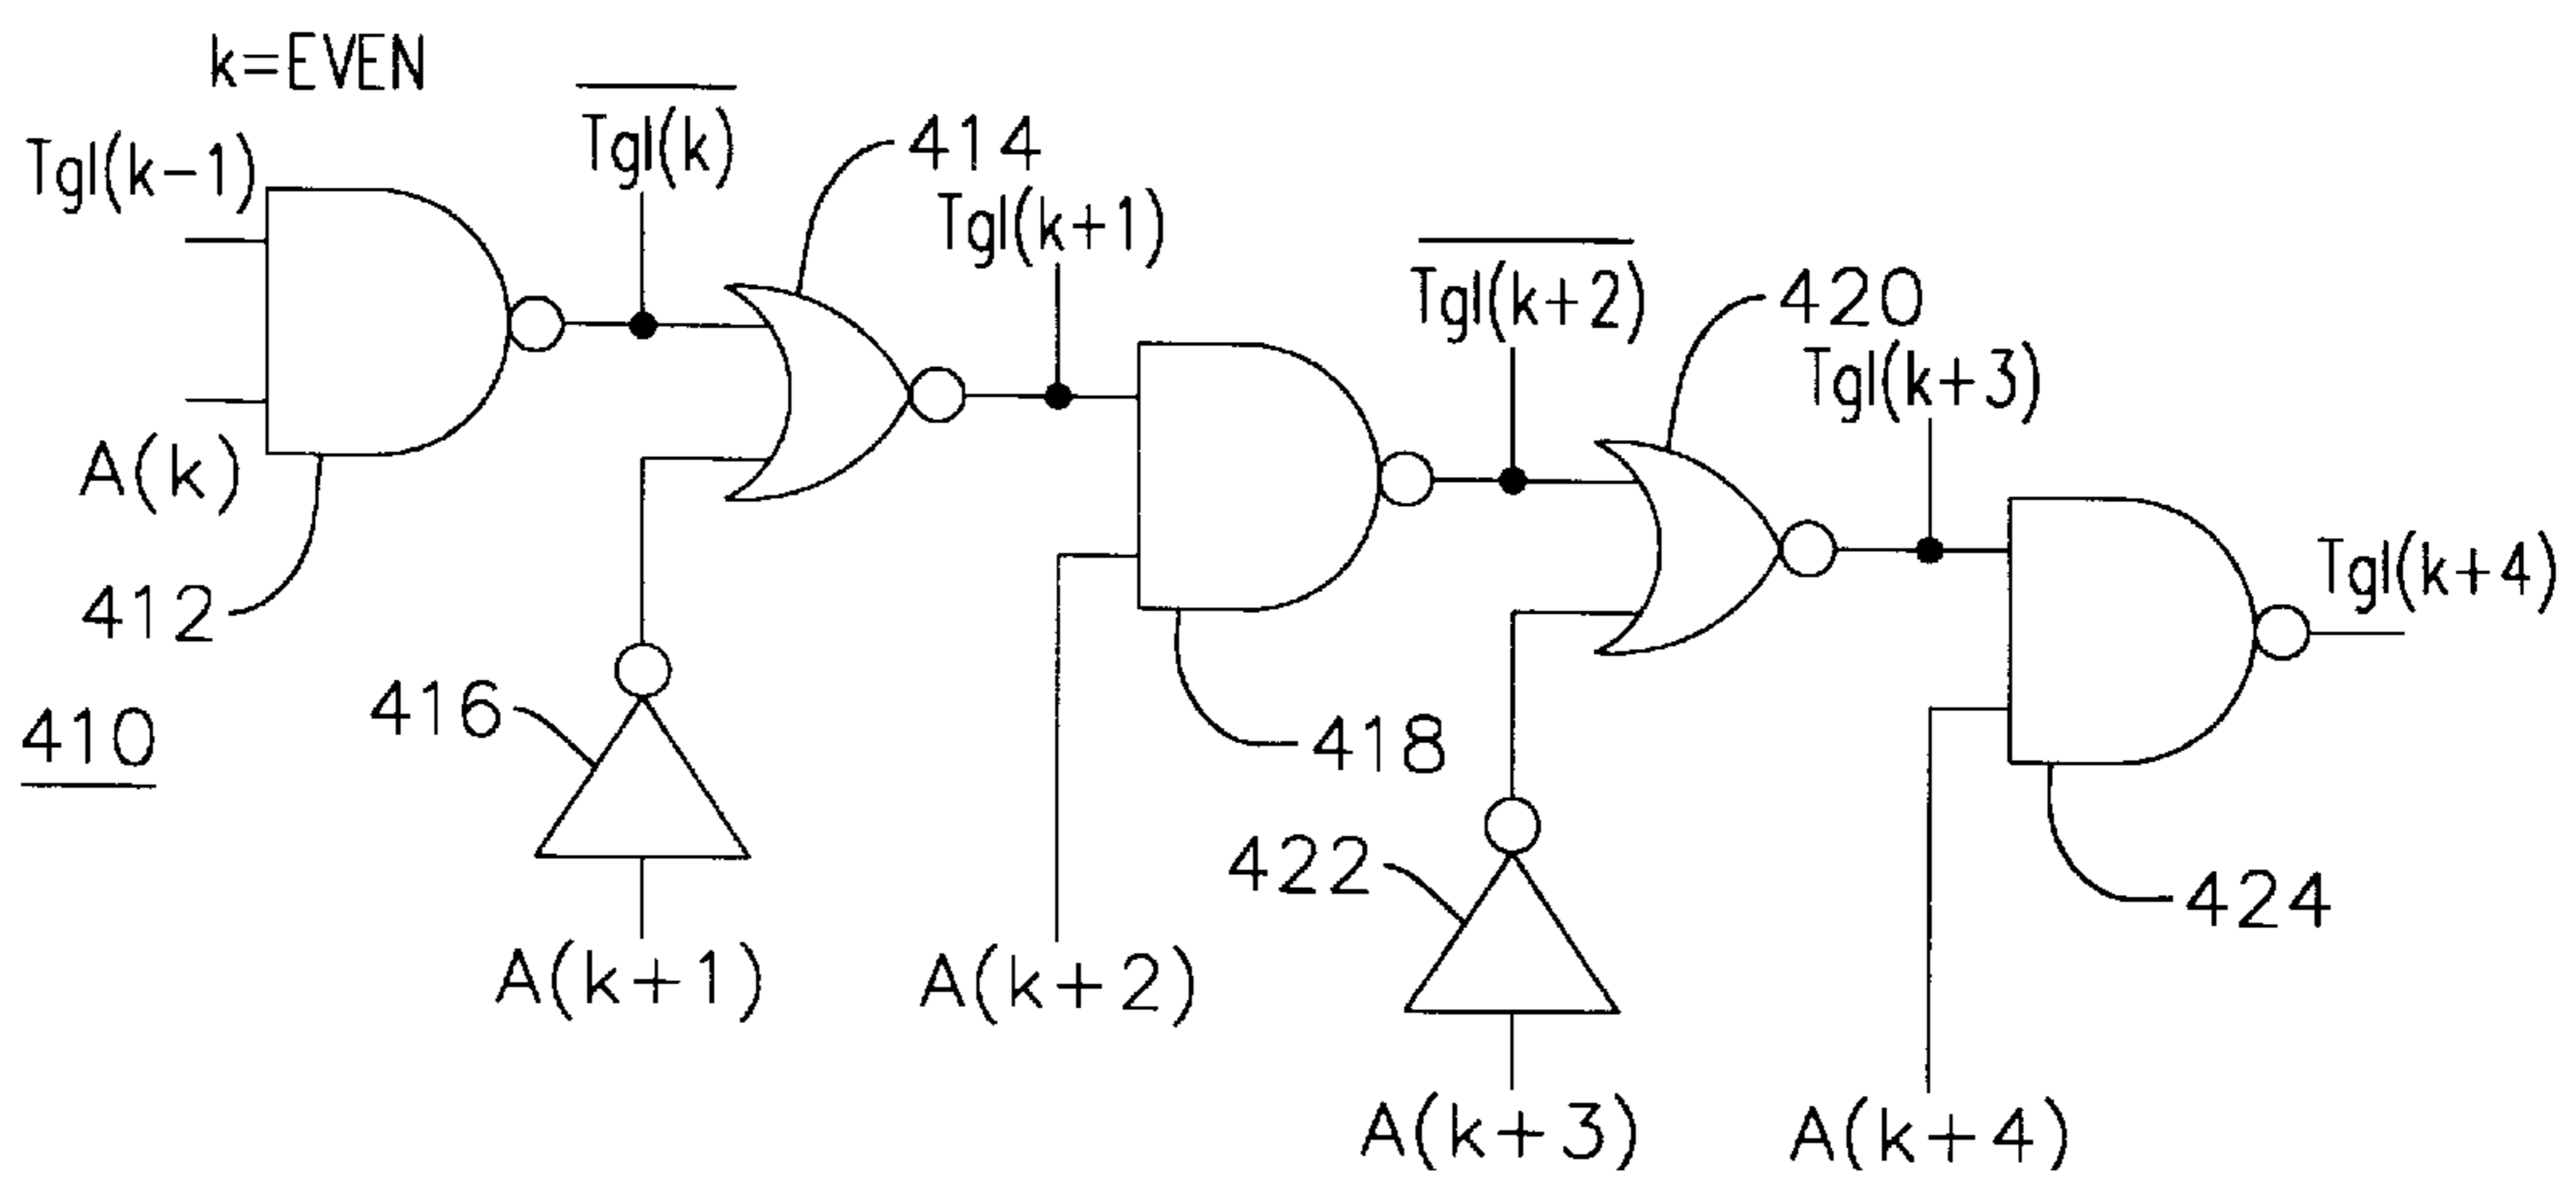 k=EVEN
Tgl(k-1)
Tgl(k)
414
Tgl(k+1)
Tgl(k+2)
420
Tgl(k+3)
A(k)
412
Tgl(k+4)
416
410
418
422
424
A(k+1)
A(k+2)
A(k+3)
A(k+4)